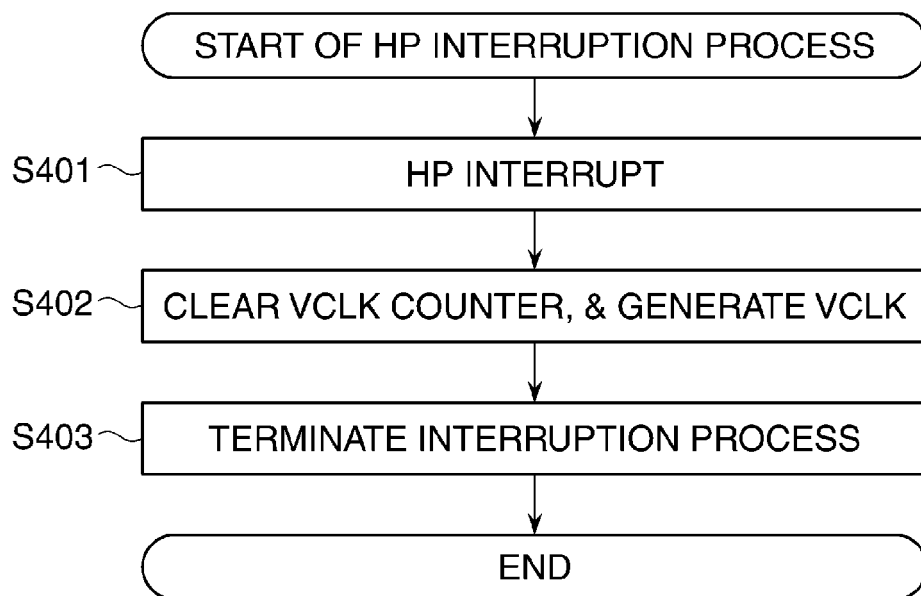 START OF HP INTERRUPTION PROCESS
S401 HP INTERRUPT
S402 CLEAR VCLK COUNTER, & GENERATE VCLK
S403 TERMINATE INTERRUPTION PROCESS
END